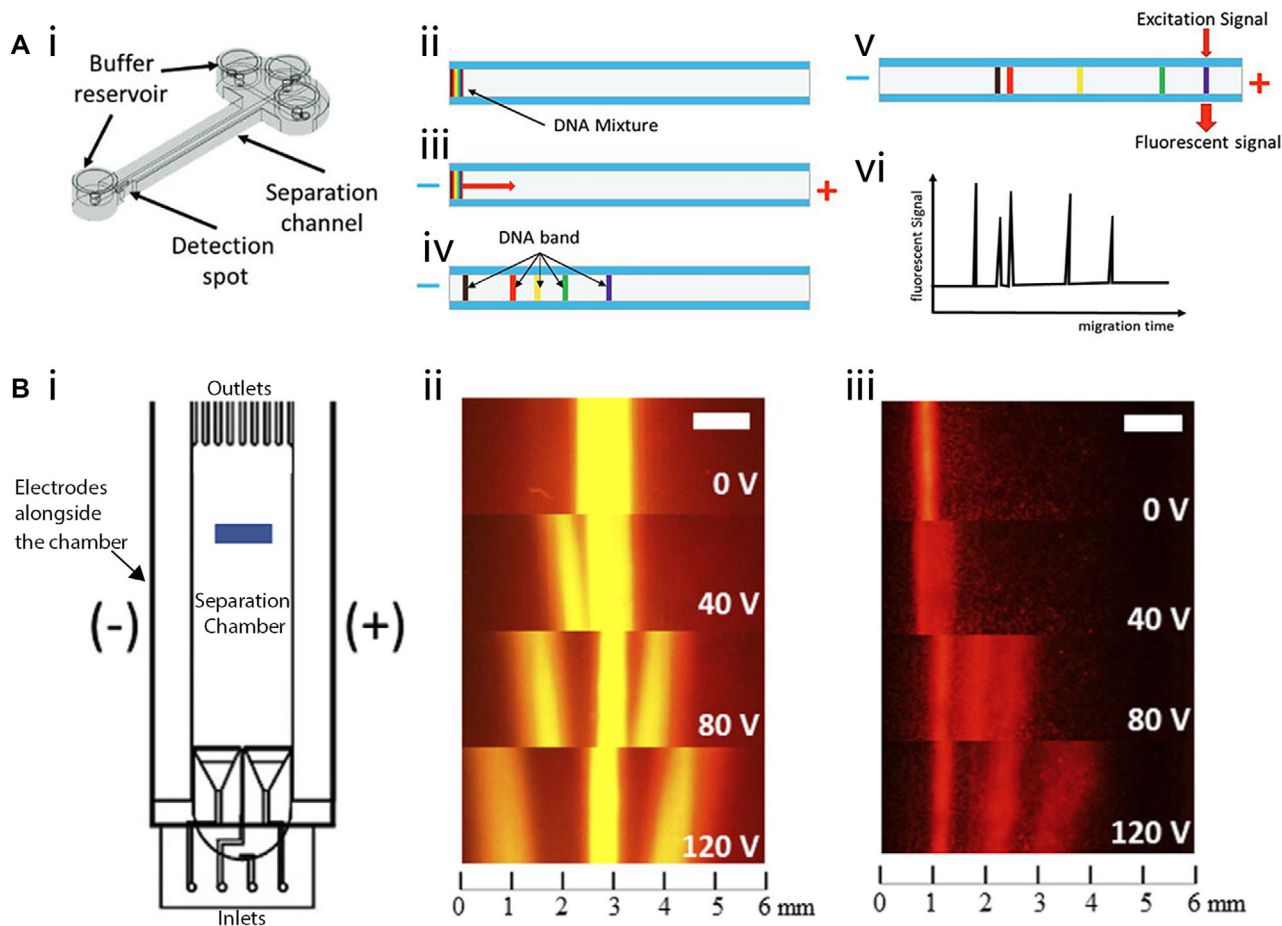 A i
Buffer
reservoir
Separation
channel
Detection
spot
ii
DNA Mixture
iii
− +
iv
DNA band
−
v
Excitation Signal
− +
Fluorescent signal
vi
fluorescent Signal
migration time
B i
Outlets
Electrodes
alongside
the chamber
(-) (+)
Separation
Chamber
Inlets
ii
0 V
40 V
80 V
120 V
0 1 2 3 4 5 6 mm
iii
0 V
40 V
80 V
120 V
0 1 2 3 4 5 6 mm